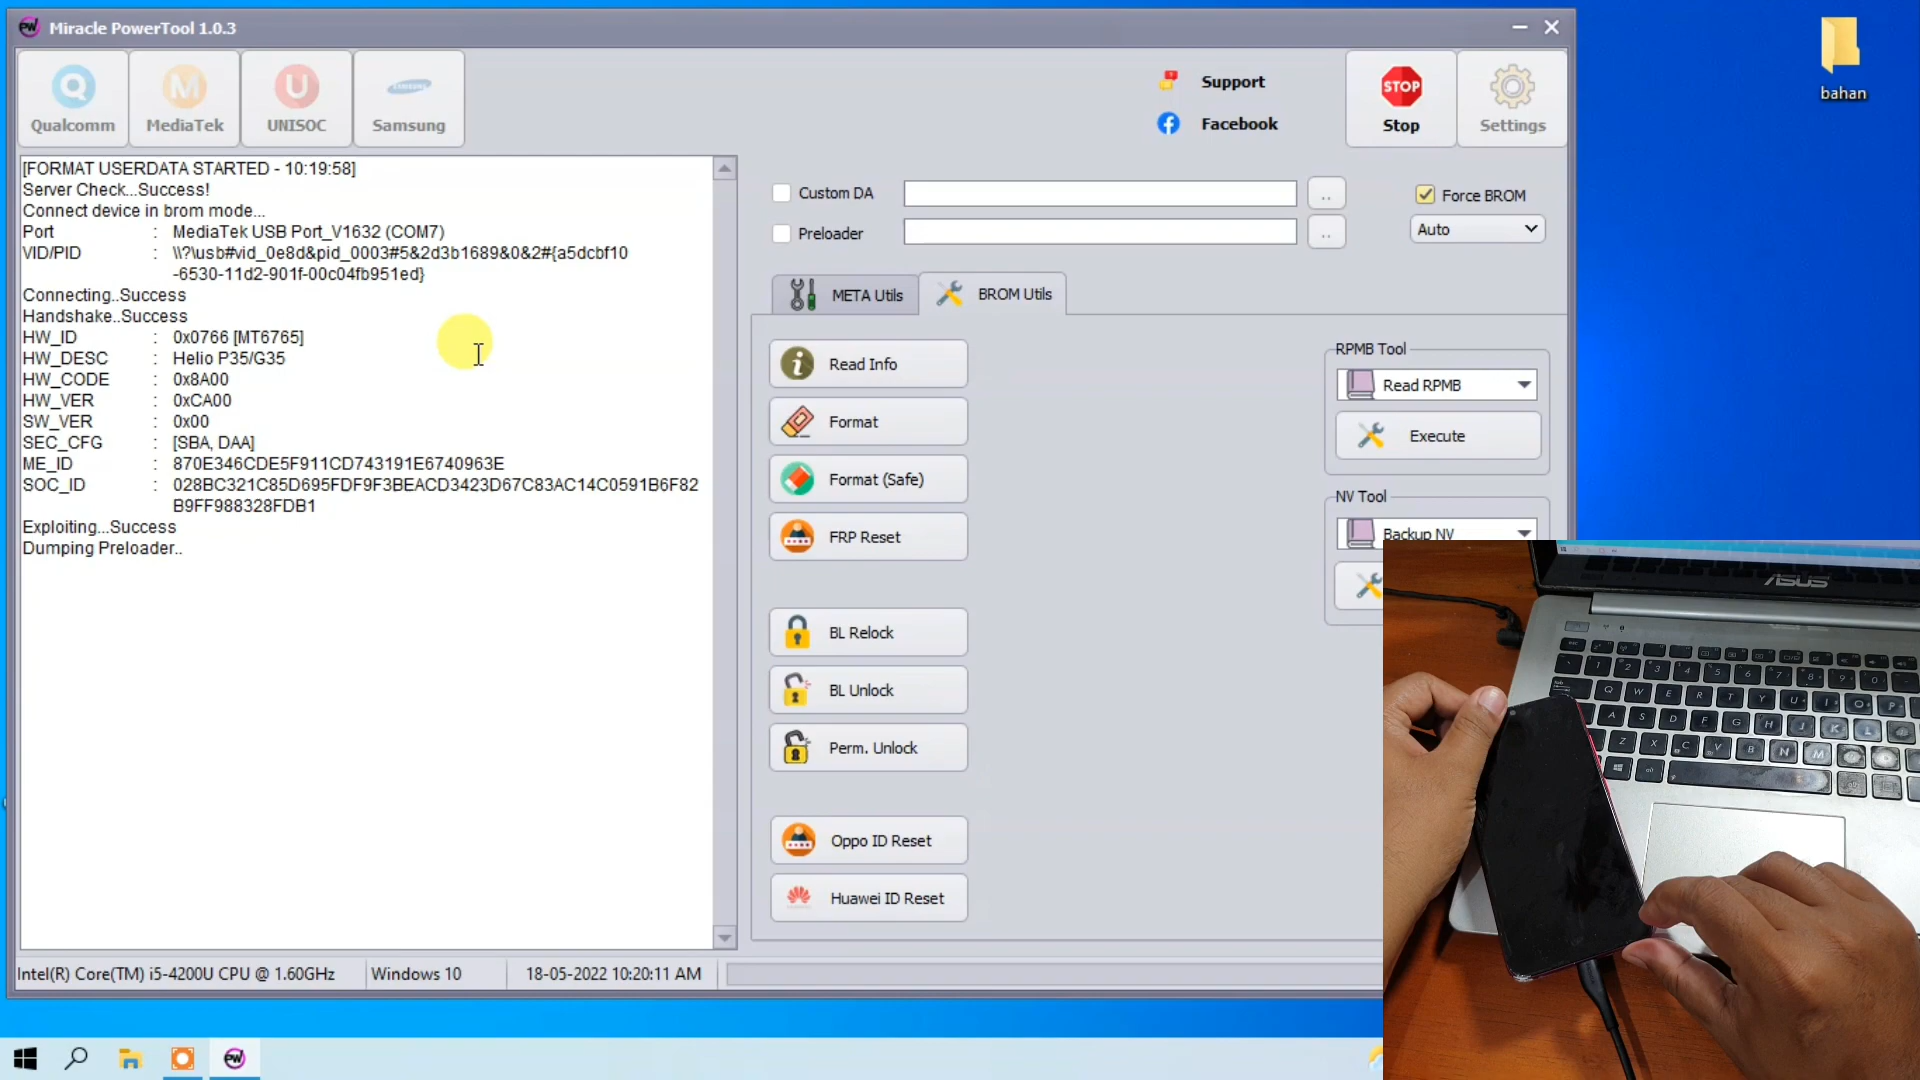 Miracle PowerTool 1.0.3
bahan
Qualcomm
MediaTek
UNISOC
SAMSUNG
Samsung
Support
Facebook
STOP
Stop
Settings
[FORMAT USERDATA STARTED - 10:19:58]
Server Check...Success!
Connect device in brom mode...
Port : MediaTek USB Port_V1632 (COM7)
VID/PID : \\?\usb#vid_0e8d&pid_0003#5&2d3b1689&0&2#{a5dcbf10
-6530-11d2-901f-00c04fb951ed}
Connecting..Success
Handshake..Success
HW_ID : 0x0766 [MT6765]
HW_DESC : Helio P35/G35
HW_CODE : 0x8A00
HW_VER : 0xCA00
SW_VER : 0x00
SEC_CFG : [SBA, DAA]
ME_ID : 870E346CDE5F911CD743191E6740963E
SOC_ID : 028BC321C85D695FDF9F3BEACD3423D67C83AC14C0591B6F82
B9FF988328FDB1
Exploiting...Success
Dumping Preloader..
Custom DA
..
Force BROM
Preloader
..
Auto
META Utils
BROM Utils
Read Info
Format
Format (Safe)
FRP Reset
BL Relock
BL Unlock
Perm. Unlock
Oppo ID Reset
Huawei ID Reset
RPMB Tool
Read RPMB
Execute
NV Tool
Backup NV
ASUS
Intel(R) Core(TM) i5-4200U CPU @ 1.60GHz
Windows 10
18-05-2022 10:20:11 AM
PW